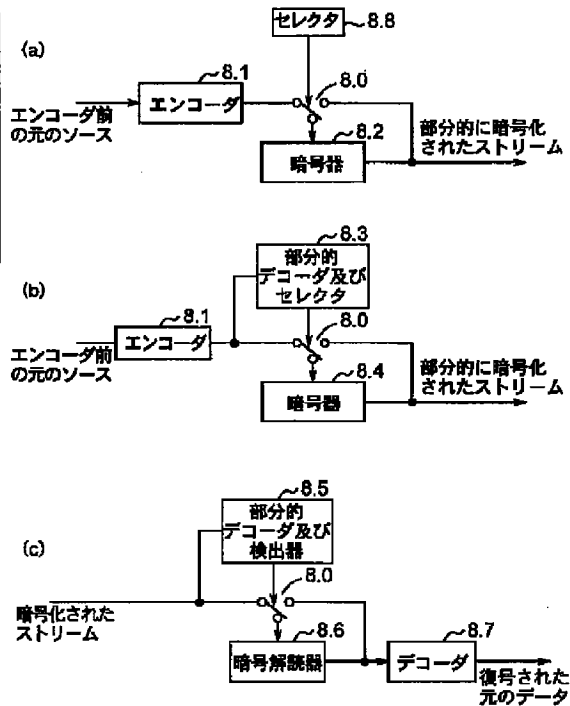 (a)
セレクタ
8.8
8.1
エンコーダ
8.0
エンコーダ前
の元のソース
8.2
暗号器
部分的に暗号化
されたストリーム
(b)
8.3
部分的
デコーダ及び
セレクタ
8.1
エンコーダ
8.0
エンコーダ前
の元のソース
8.4
暗号器
部分的に暗号化
されたストリーム
(c)
8.5
部分的
デコーダ及び
検出器
8.0
暗号化された
ストリーム
8.6
暗号解読器
8.7
デコーダ
復号された
元のデータ